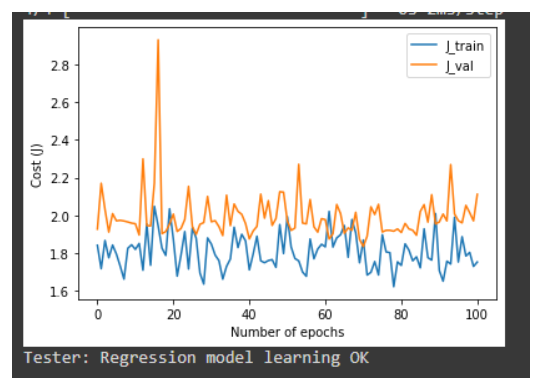 J_train
J_val
Cost (J)
2.8
2.6
2.4
2.2
2.0
1.8
1.6
0
20
40
60
80
100
Number of epochs
Tester: Regression model learning OK